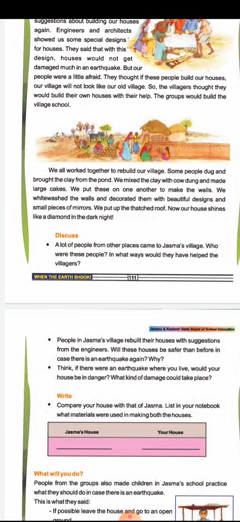 suggestions about building our houses
again. Engineers and architects
showed us some special designs
for houses. They said that with this
design, houses would not get
damaged much in an earthquake. But our
people were a little afraid. They thought if these people build our houses,
our village will not look like our old village. So, the villagers thought they
would build their own houses with their help. The groups would build the
village school.
We all worked together to rebuild our village. Some people dug and
brought the clay from the pond. We mixed the clay with cow dung and made
large cakes. We put these on one another to make the walls. We
whitewashed the walls and decorated them with beautiful designs and
small pieces of mirrors. We put up the thatched roof. Now our house shines
like a diamond in the dark night!
Discuss
• A lot of people from other places came to Jasma's village. Who
were these people? In what ways would they have helped the
villagers?
WHEN THE EARTH SHOOK! (111)
Jammu & Kashmir State Board of School Education
• People in Jasma's village rebuilt their houses with suggestions
from the engineers. Will these houses be safer than before in
case there is an earthquake again? Why?
• Think, if there were an earthquake where you live, would your
house be in danger? What kind of damage could take place?
Write
• Compare your house with that of Jasma. List in your notebook
what materials were used in making both the houses.
Jasma's House Your House
What will you do?
People from the groups also made children in Jasma's school practice
what they should do in case there is an earthquake.
This is what they said:
- If possible leave the house and go to an open
ground